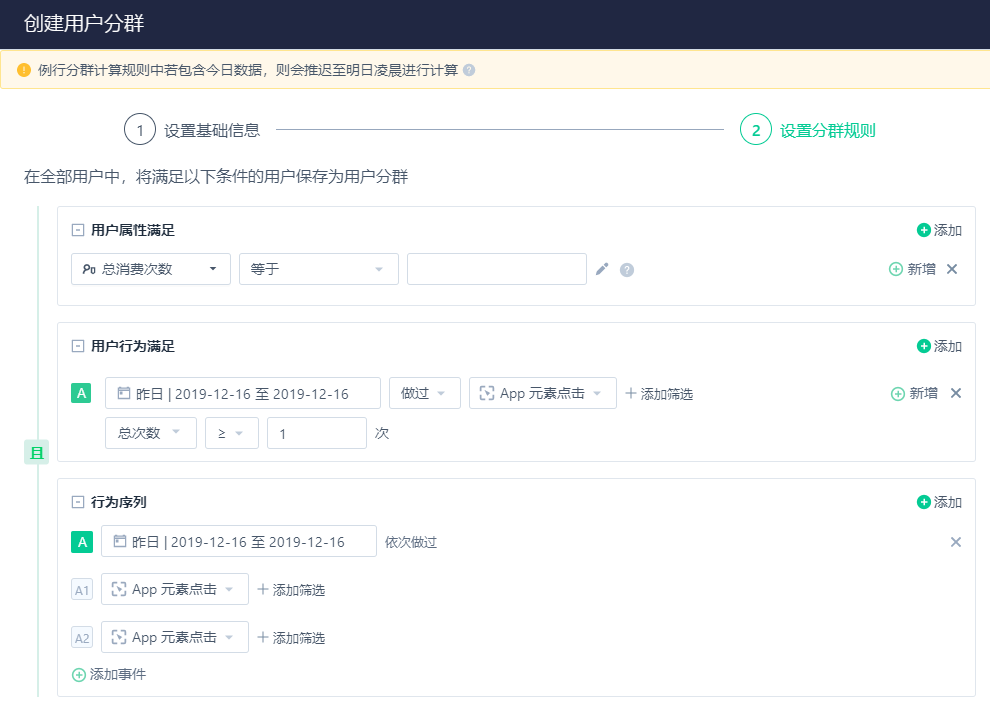 创建用户分群
例行分群计算规则中若包含今日数据，则会推迟至明日凌晨进行计算
1 设置基础信息 2 设置分群规则
在全部用户中，将满足以下条件的用户保存为用户分群
用户属性满足 添加
总消费次数 等于 新增
用户行为满足 添加
A 昨日 | 2019-12-16 至 2019-12-16 做过 App 元素点击 添加筛选 新增
总次数 ≥ 1 次
且
行为序列 添加
A 昨日 | 2019-12-16 至 2019-12-16 依次做过
A1 App 元素点击 添加筛选
A2 App 元素点击 添加筛选
添加事件